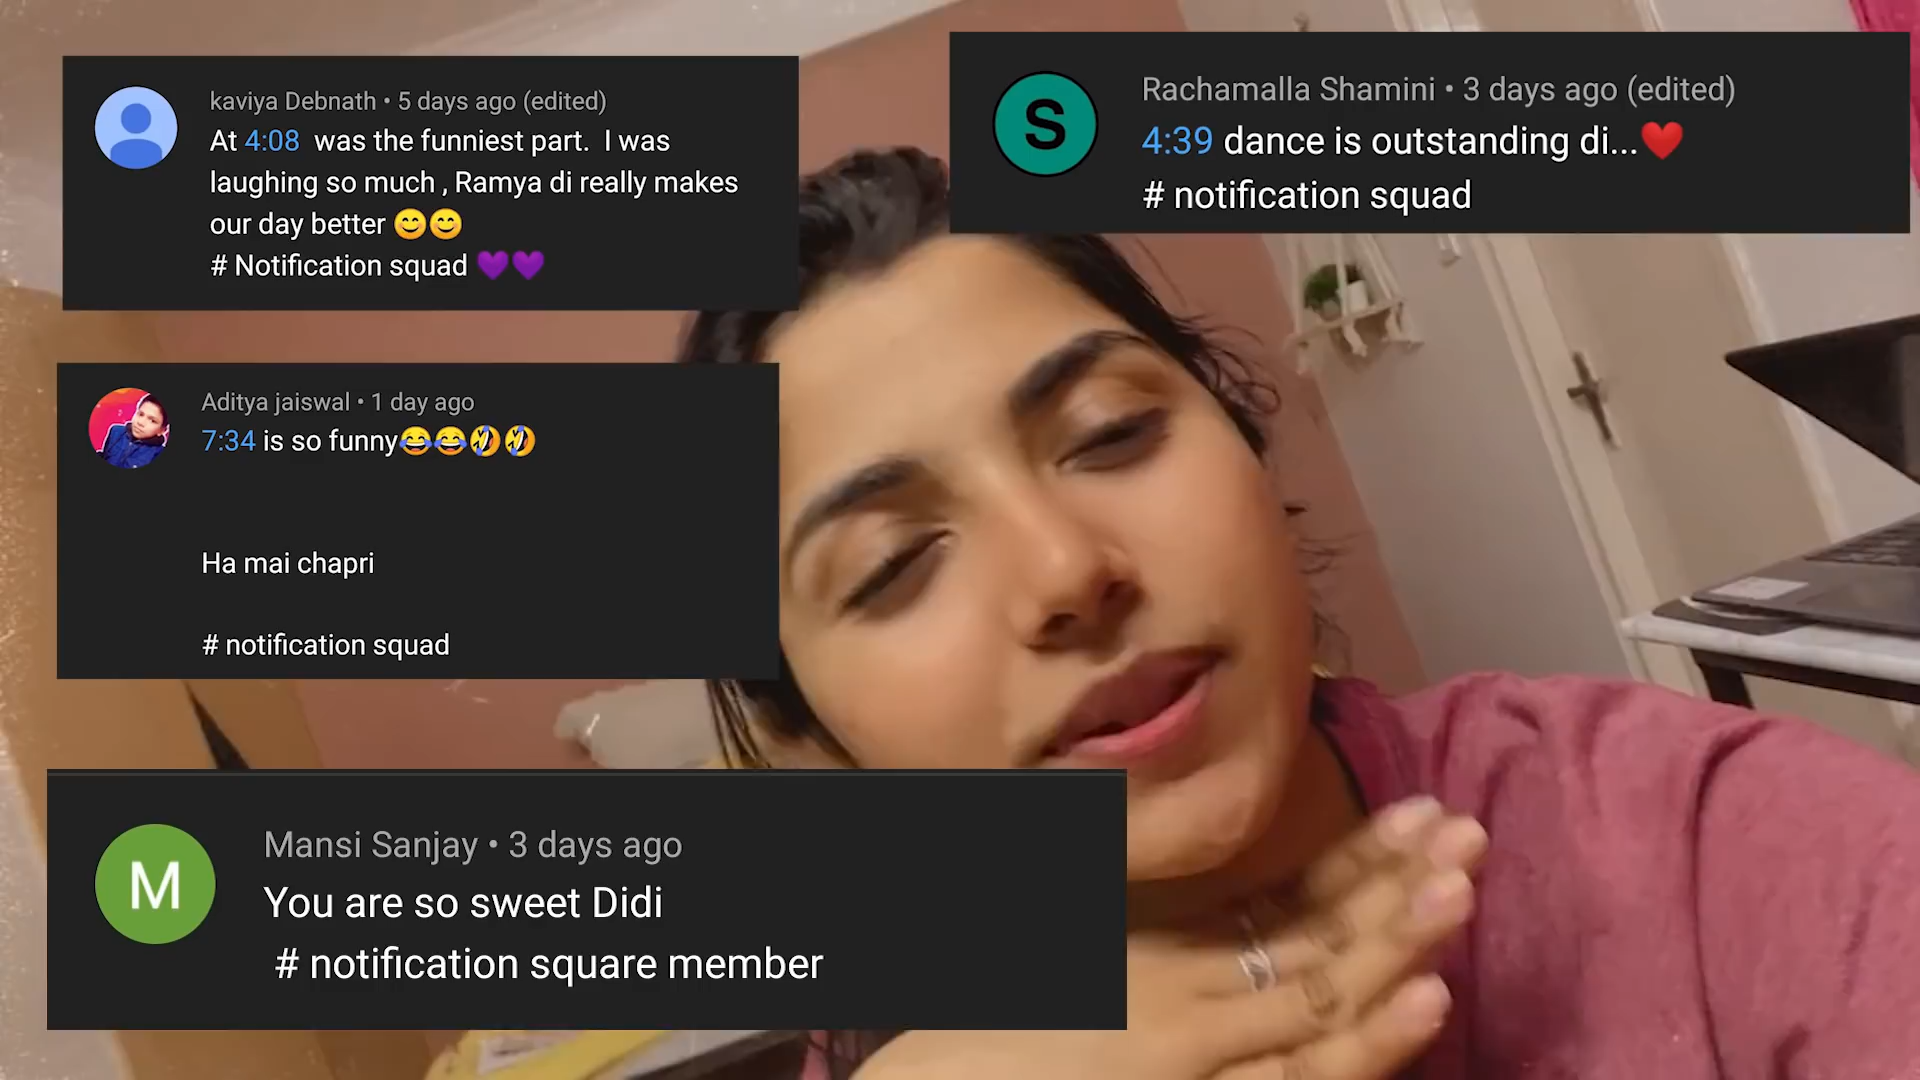 kaviya Debnath • 5 days ago (edited)
At 4:08 was the funniest part. I was
laughing so much , Ramya di really makes
our day better 😊😊
# Notification squad 💜💜
Rachamalla Shamini • 3 days ago (edited)
4:39 dance is outstanding di...❤️
# notification squad
Aditya jaiswal • 1 day ago
7:34 is so funny😂😂🤣🤣
Ha mai chapri
# notification squad
M
Mansi Sanjay • 3 days ago
You are so sweet Didi
# notification square member
S